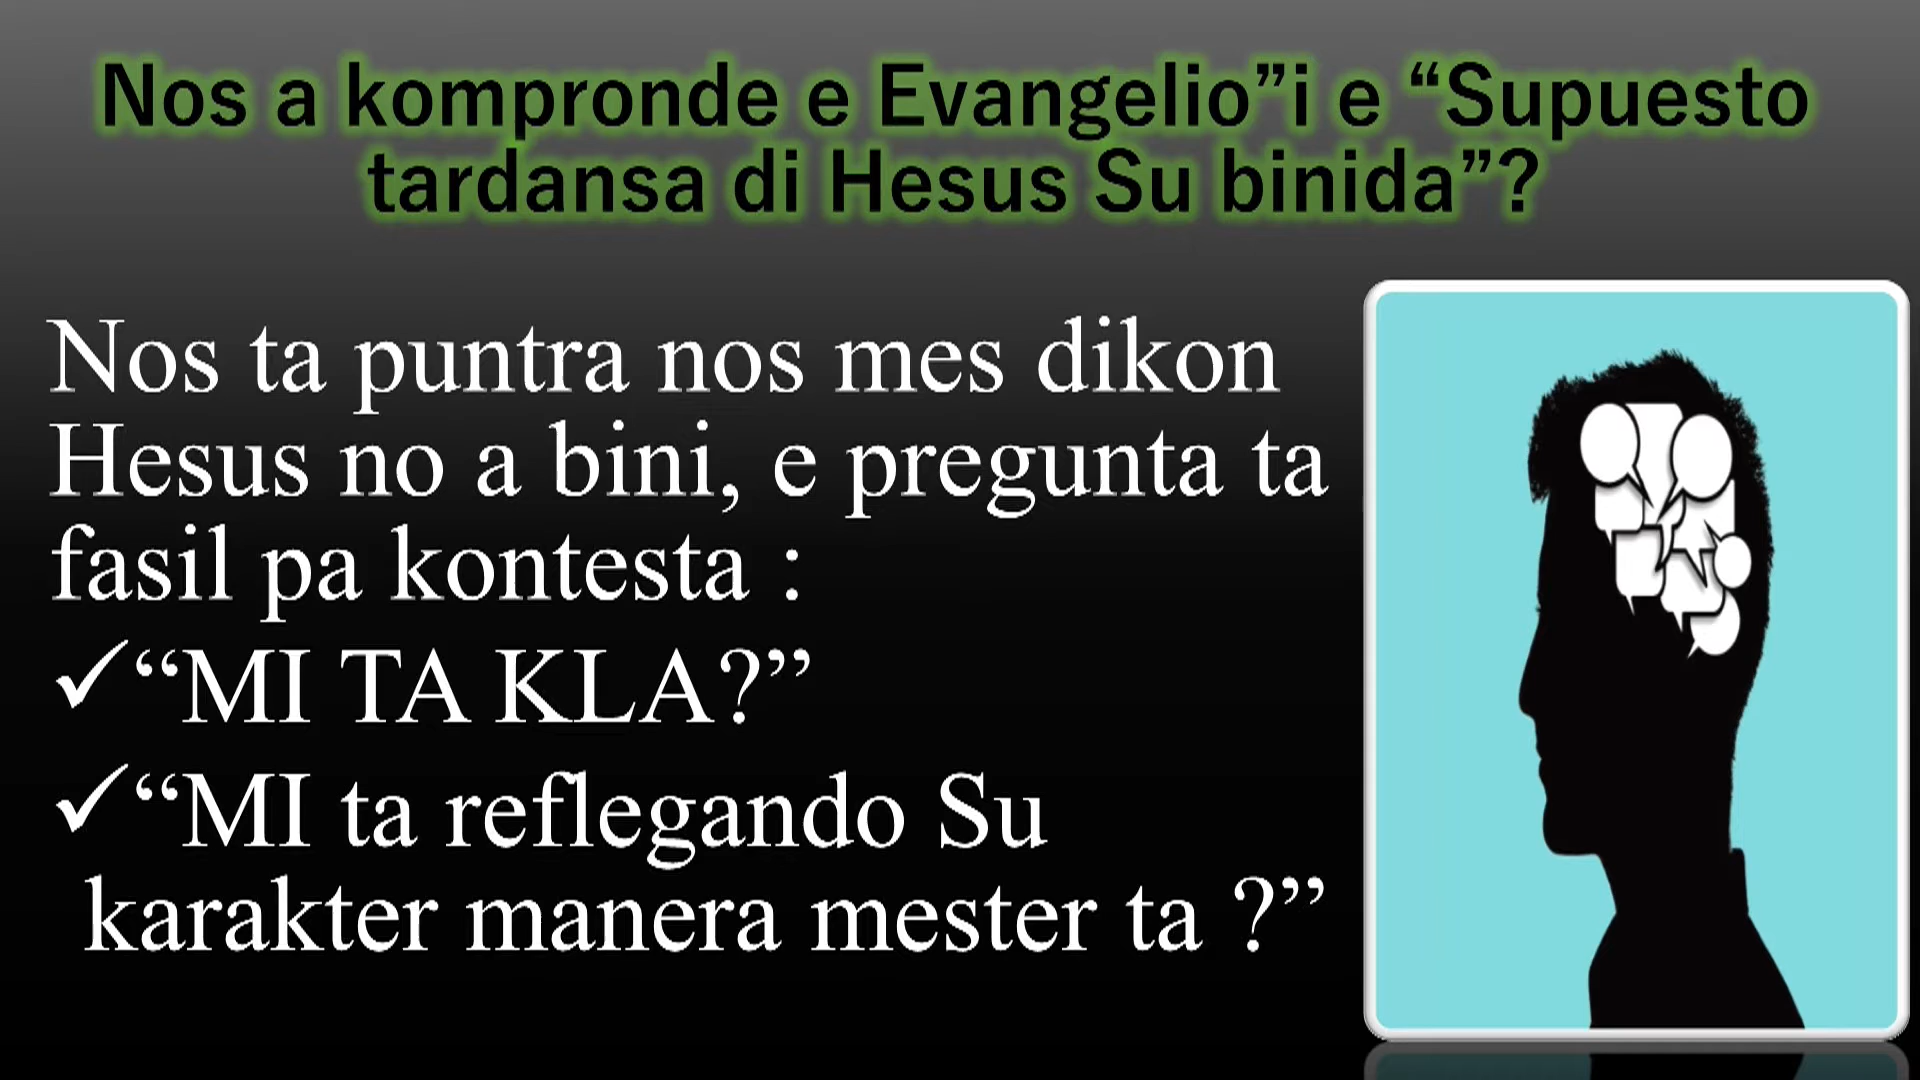 Nos a kompronde e Evangelio”i e “Supuesto
tardansa di Hesus Su binida”?
Nos ta puntra nos mes dikon
Hesus no a bini, e pregunta ta
fasil pa kontesta :
✓“MI TA KLA?”
✓“MI ta reflegando Su
karakter manera mester ta ?”